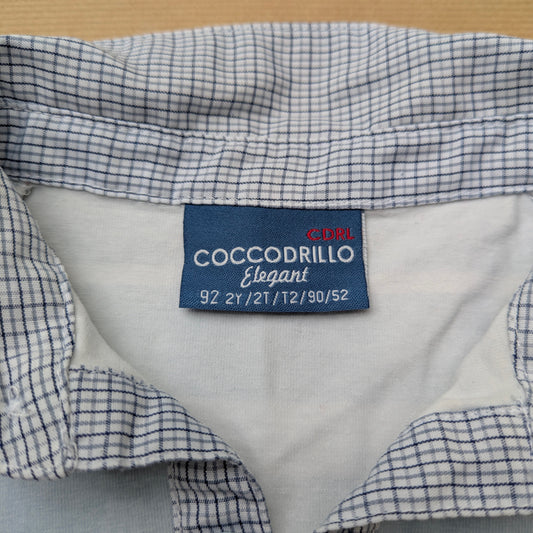 CDRL
COCCODRILLO
Elegant
92 2Y/2T/T2/90/52